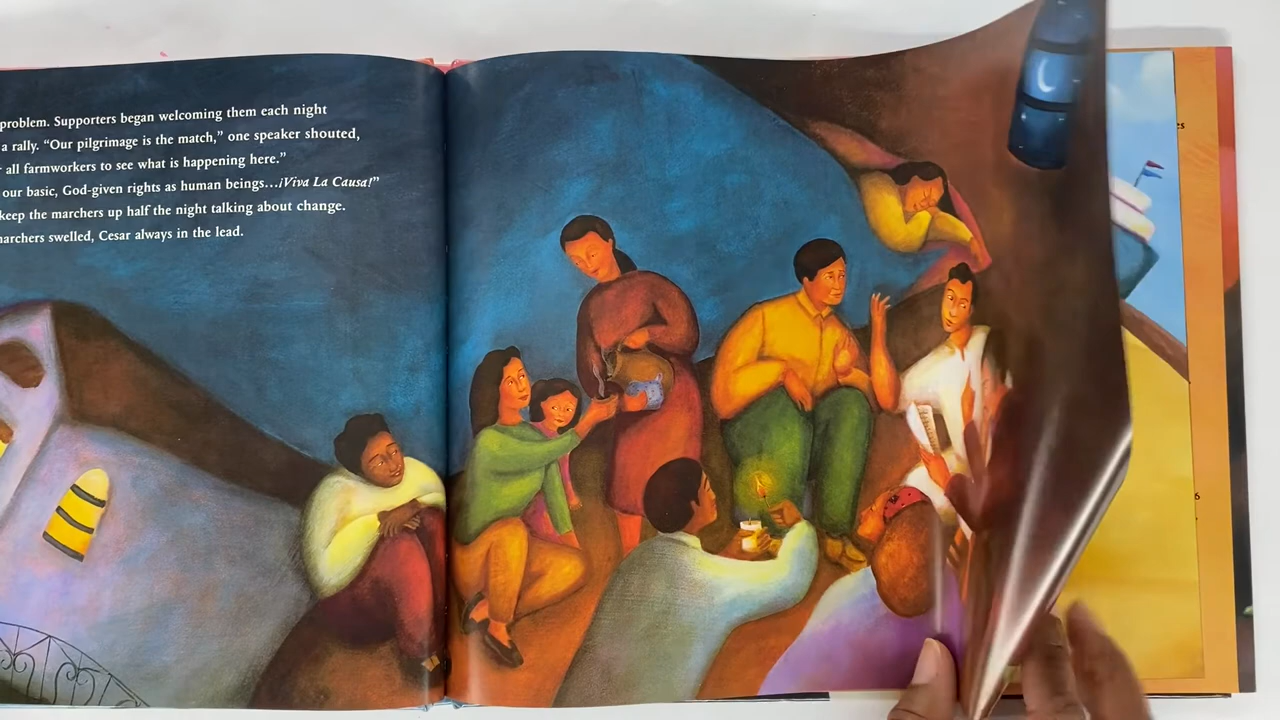 problem. Supporters began welcoming them each night
a rally. “Our pilgrimage is the match,” one speaker shouted,
all farmworkers to see what is happening here.”
our basic, God-given rights as human beings...¡Viva La Causa!”
keep the marchers up half the night talking about change.
marchers swelled, Cesar always in the lead.
es
6